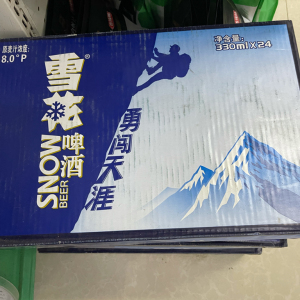 原麦汁浓度:
8.0°P
净含量:
330ml×24
雪花
啤酒
SNOW
BEER
勇闯天涯